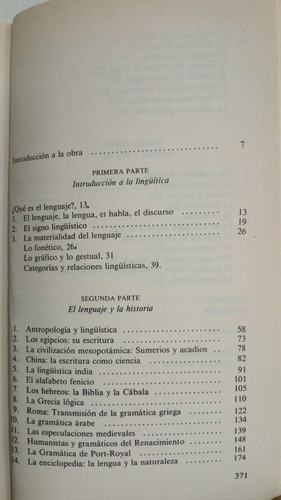 Introducción a la obra .................................. 7
PRIMERA PARTE
Intruducción a la lingüítica
¿Qué es el lenguaje?, 13.
1. El lenguaje, la lengua, el habla, el discurso ......... 13
2. El signo lingüístico .................................. 19
3. La materialidad del lenguaje .......................... 26
Lo fonético, 26.
Lo gráfico y lo gestual, 31
Categorías y relaciones lingüísticas, 39.
SEGUNDA PARTE
El lenguaje y la historia
1. Antropología y lingüística ............................ 58
2. Los egipcios: su escritura ............................ 73
3. La civilización mesopotámica: Sumerios y acadios ...... 78
4. China: la escritura como ciencia ...................... 82
5. La lingüística india .................................. 91
6. El alafabeto fenicio .................................. 101
7. Los hebreos: la Biblia y la Cábala .................... 105
8. La Grecia lógica ...................................... 110
9. Roma: Transmisión de la gramática griega .............. 122
10. La gramática árabe ................................... 134
11. Las especulaciones medievales ........................ 139
12. Humanistas y gramáticos del Renacimiento ............. 148
13. La Gramática de Port-Royal ........................... 161
14. La enciclopedia: la lengua y la naturaleza ........... 174
371